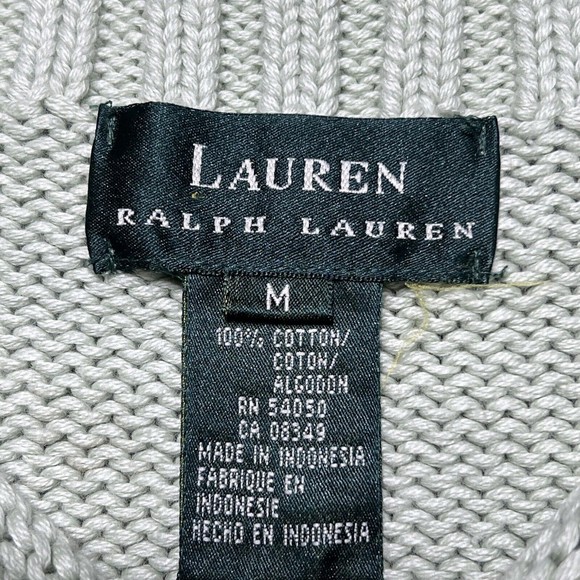 LAUREN
RALPH LAUREN
M
100% COTTON/
COTON/
ALGODON
RN 54050
CA 08349
MADE IN INDONESIA
FABRIQUE EN
INDONESIE
HECHO EN INDONESIA